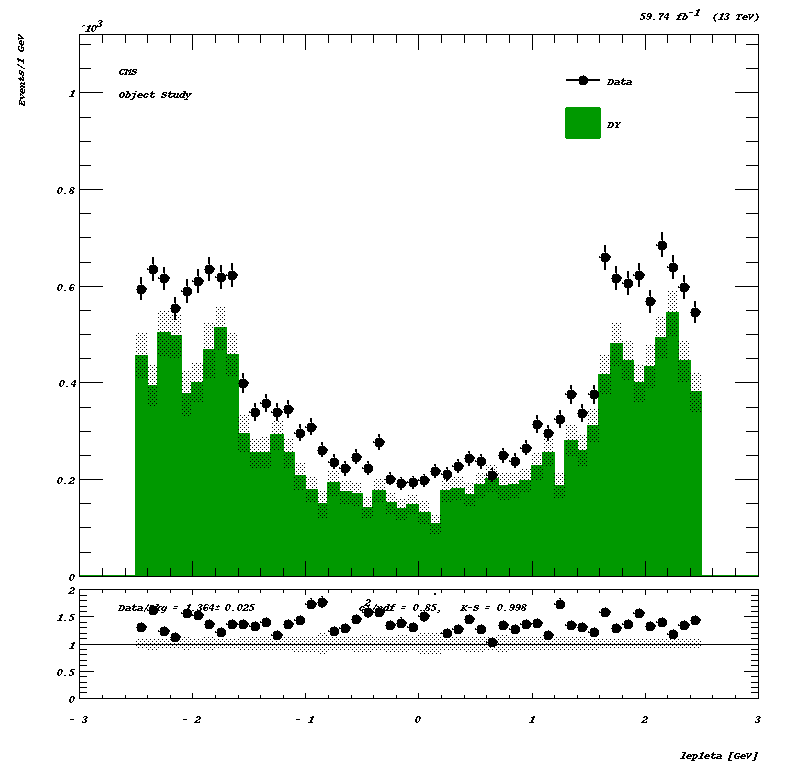 59.74 fb⁻¹ (13 TeV)
´10³
Events/1 GeV
CMS
Object Study
Data
DY
1
0.8
0.6
0.4
0.2
0
2
1.5
1
0.5
0
Data/Bkg = 1.364± 0.025
c²/ndf = 0.85, K-S = 0.998
- 3 - 2 - 1 0 1 2 3
lep1eta [GeV]